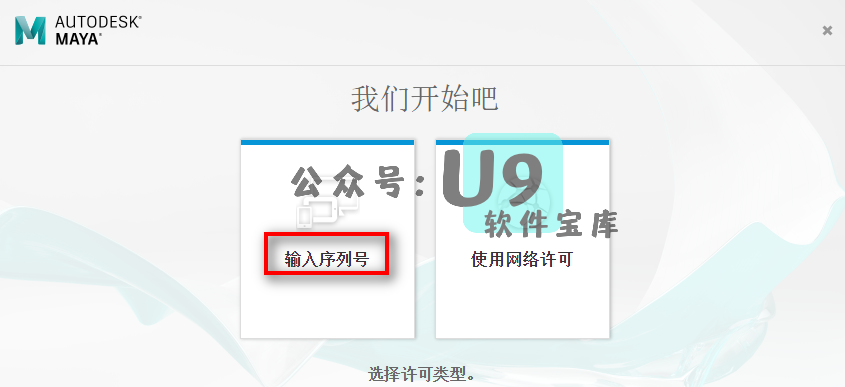 AUTODESK®
MAYA®
我们开始吧
公众号:U9
软件宝库
输入序列号
使用网络许可
选择许可类型。